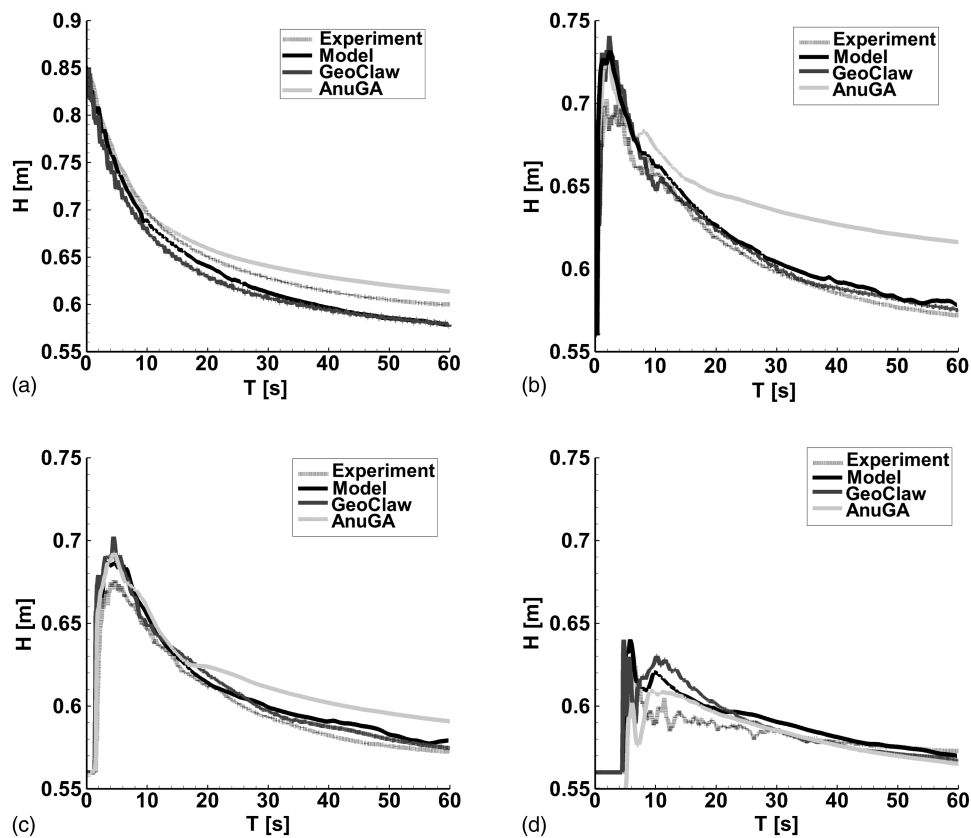 0.9
0.85
0.8
0.75
0.7
0.65
0.6
0.55
H [m]
0 10 20 30 40 50 60
T [s]
Experiment
Model
GeoClaw
AnuGA
(a)
0.75
0.7
0.65
0.6
0.55
H [m]
0 10 20 30 40 50 60
T [s]
Experiment
Model
GeoClaw
AnuGA
(b)
0.75
0.7
0.65
0.6
0.55
H [m]
0 10 20 30 40 50 60
T [s]
Experiment
Model
GeoClaw
AnuGA
(c)
0.75
0.7
0.65
0.6
0.55
H [m]
0 10 20 30 40 50 60
T [s]
Experiment
Model
GeoClaw
AnuGA
(d)